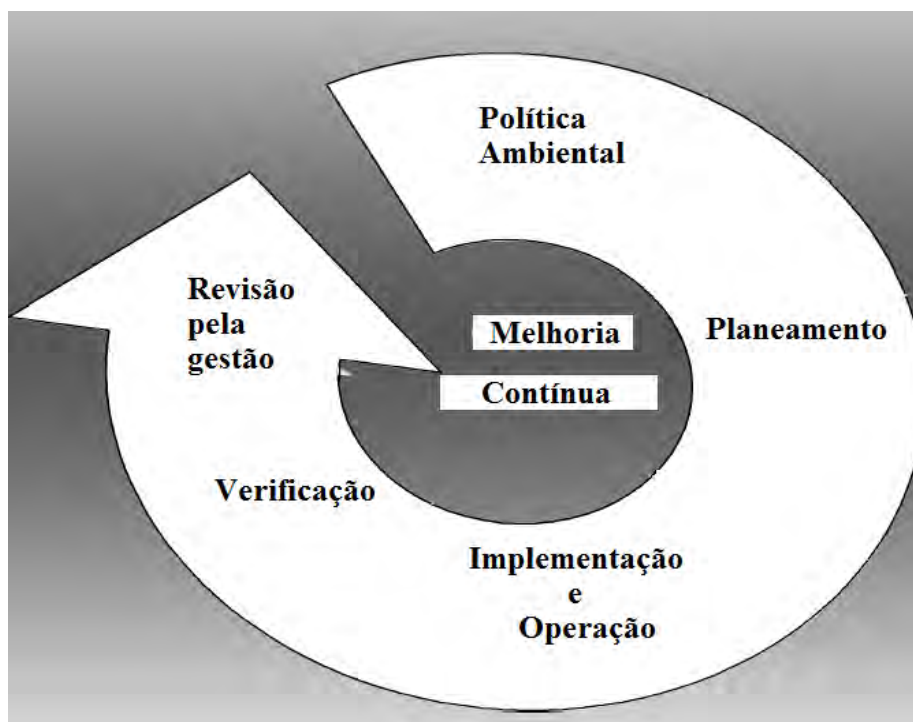 Política
Ambiental
Planeamento
Implementação
e
Operação
Verificação
Revisão
pela
gestão
Melhoria
Contínua